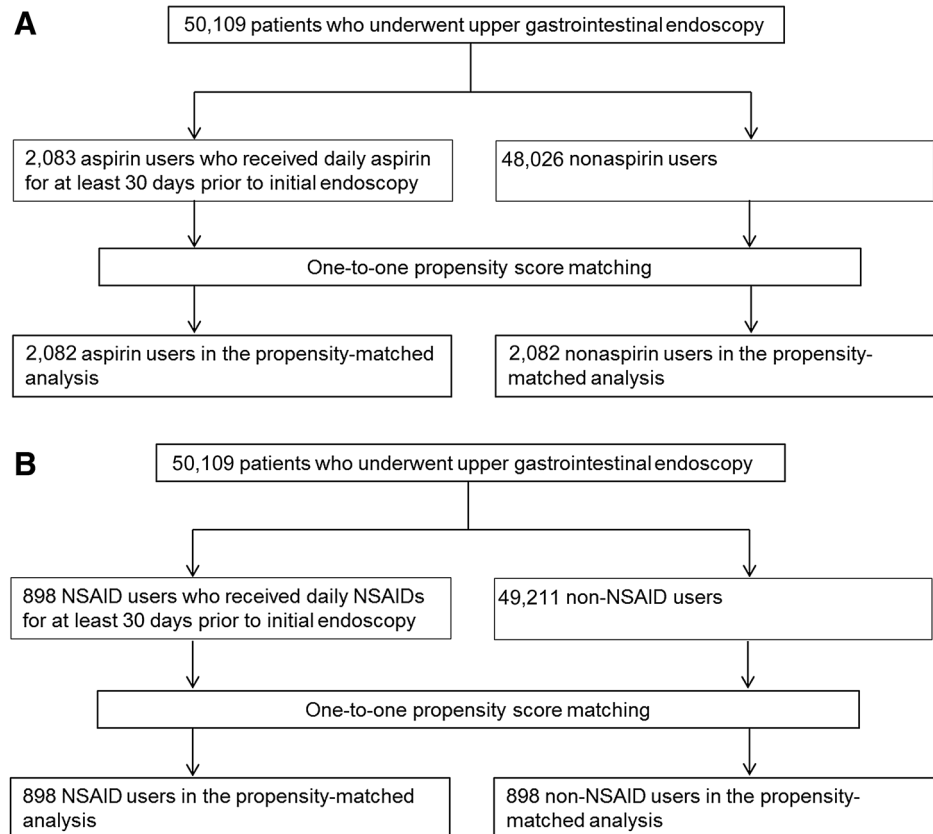 A
50,109 patients who underwent upper gastrointestinal endoscopy
2,083 aspirin users who received daily aspirin
for at least 30 days prior to initial endoscopy
48,026 nonaspirin users
One-to-one propensity score matching
2,082 aspirin users in the propensity-matched
analysis
2,082 nonaspirin users in the propensity-
matched analysis
B
50,109 patients who underwent upper gastrointestinal endoscopy
898 NSAID users who received daily NSAIDs
for at least 30 days prior to initial endoscopy
49,211 non-NSAID users
One-to-one propensity score matching
898 NSAID users in the propensity-matched
analysis
898 non-NSAID users in the propensity-
matched analysis